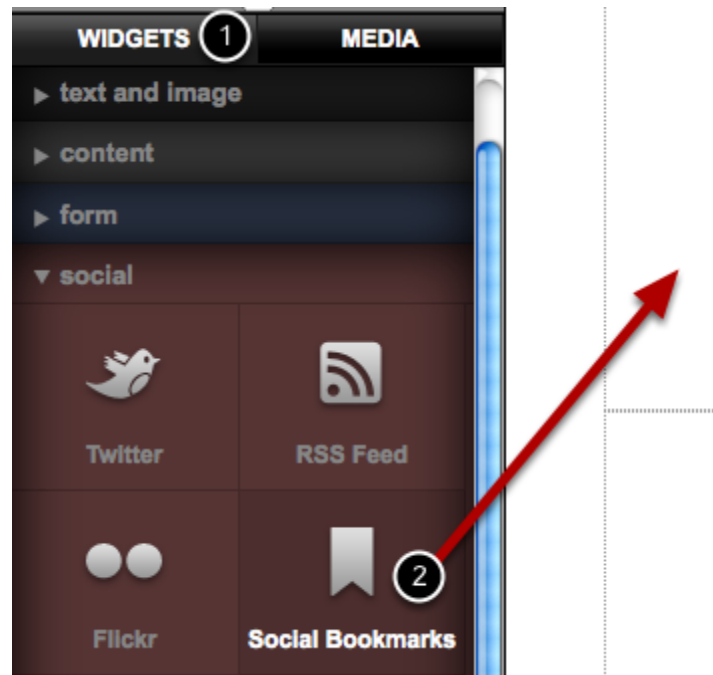 WIDGETS 1 MEDIA
text and image
content
form
social
Twitter RSS Feed
2
Flickr Social Bookmarks